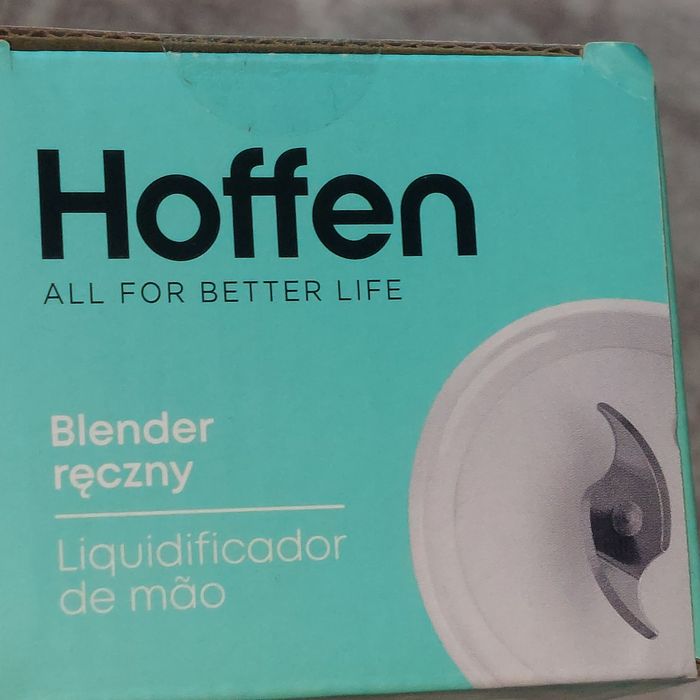 Hoffen
ALL FOR BETTER LIFE
Blender
ręczny
Liquidificador
de mão